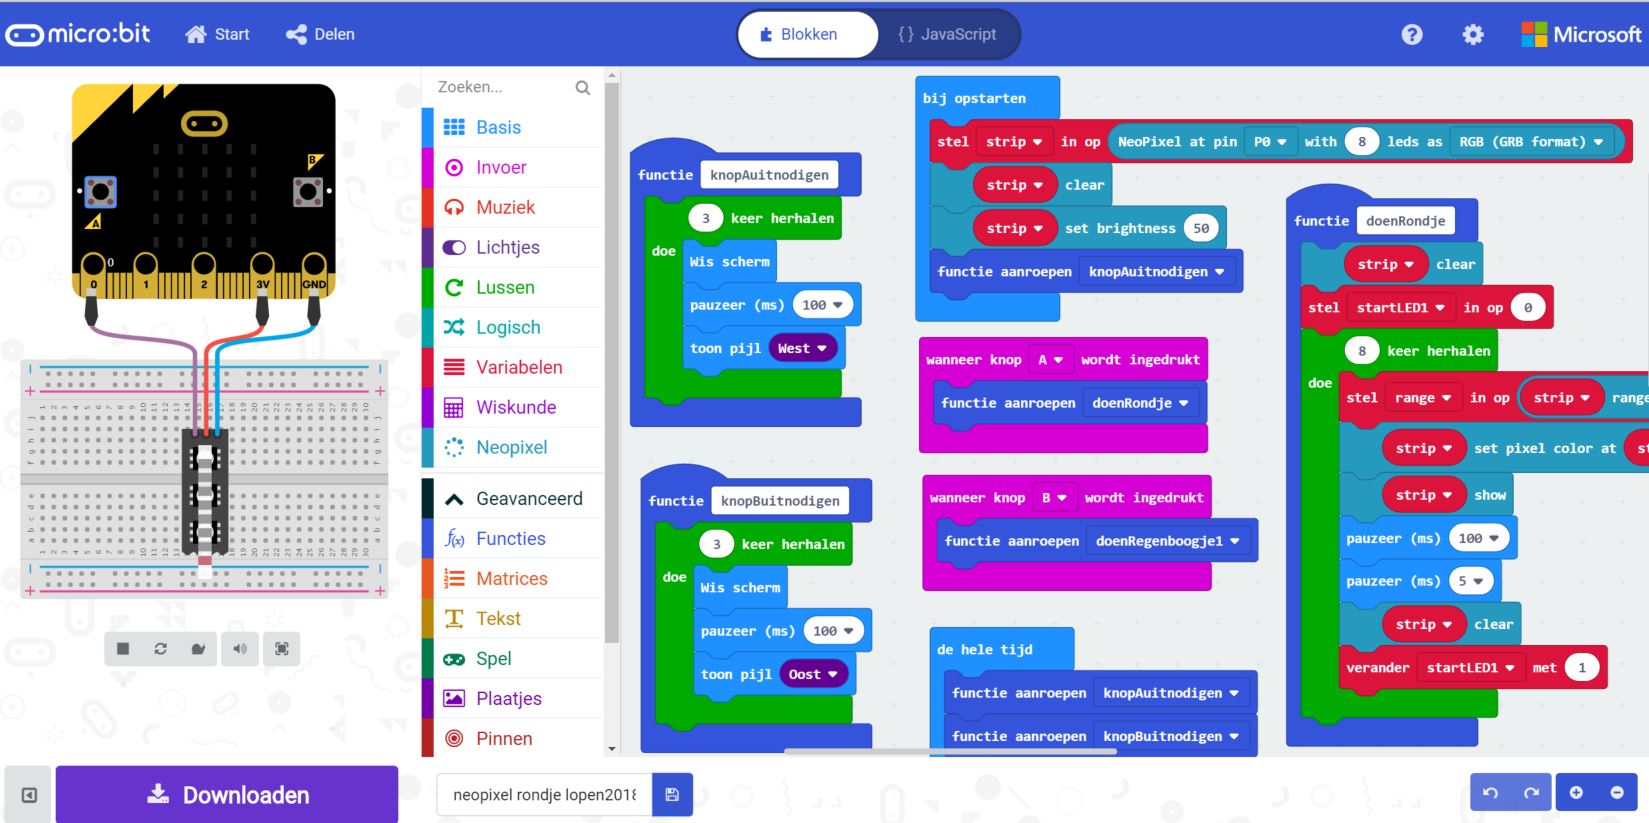 micro:bit
Start
Delen
Blokken
{ } JavaScript
?
Microsoft
A
B
0
0
1
2
3V
GND
Downloaden
Zoeken...
Basis
Invoer
Muziek
Lichtjes
Lussen
Logisch
Variabelen
Wiskunde
Neopixel
Geavanceerd
f(x) Functies
Matrices
Tekst
Spel
Plaatjes
Pinnen
functie knopAuitnodigen
3 keer herhalen
doe
Wis scherm
pauzeer (ms) 100
toon pijl West
functie knopBuitnodigen
3 keer herhalen
doe
Wis scherm
pauzeer (ms) 100
toon pijl Oost
bij opstarten
stel strip in op NeoPixel at pin P0 with 8 leds as RGB (GRB format)
strip clear
strip set brightness 50
functie aanroepen knopAuitnodigen
wanneer knop A wordt ingedrukt
functie aanroepen doenRondje
wanneer knop B wordt ingedrukt
functie aanroepen doenRegenboogje1
de hele tijd
functie aanroepen knopAuitnodigen
functie aanroepen knopBuitnodigen
functie doenRondje
strip clear
stel startLED1 in op 0
8 keer herhalen
doe
stel range in op strip range
strip set pixel color at st
strip show
pauzeer (ms) 100
pauzeer (ms) 5
strip clear
verander startLED1 met 1
neopixel rondje lopen2018